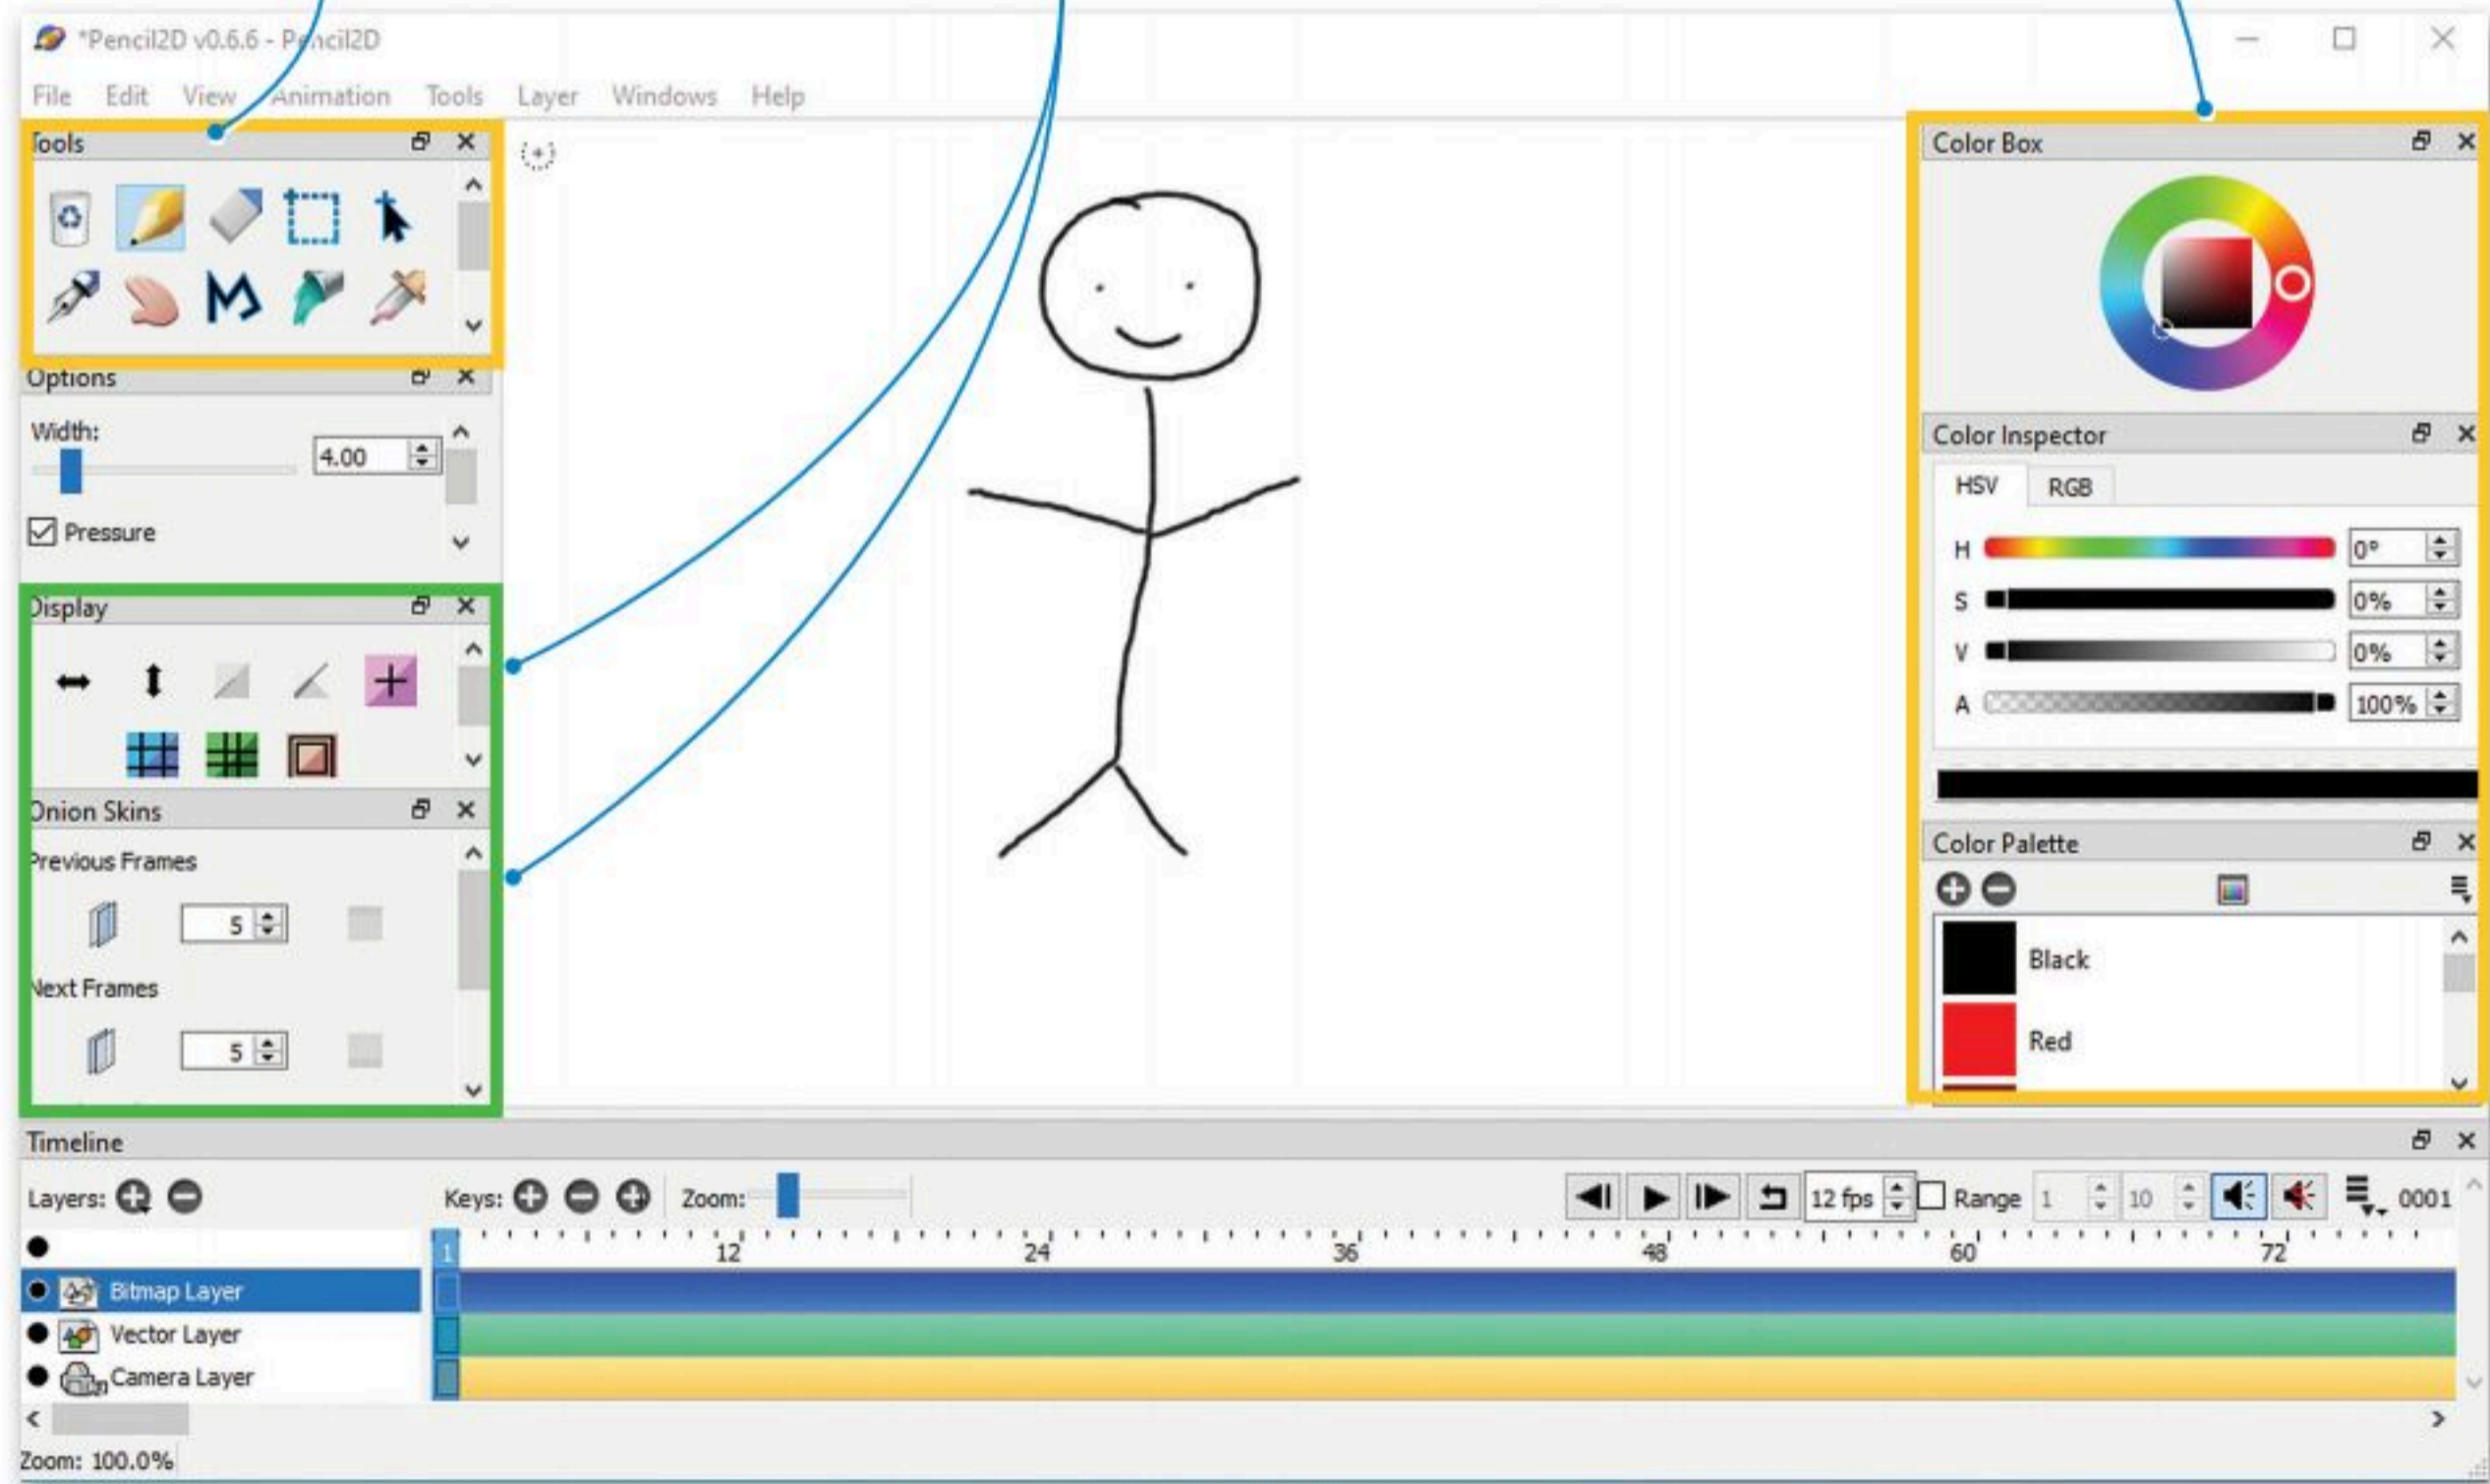 *Pencil2D v0.6.6 - Pencil2D
File Edit View Animation Tools Layer Windows Help
Tools
Options
Width:
4.00
Pressure
Display
Onion Skins
Previous Frames
5
Next Frames
5
Color Box
Color Inspector
HSV RGB
H 0°
S 0%
V 0%
A 100%
Color Palette
Black
Red
Timeline
Layers: Keys: Zoom: 12 fps Range 1 10 0001
1 12 24 36 48 60 72
Bitmap Layer
Vector Layer
Camera Layer
Zoom: 100.0%